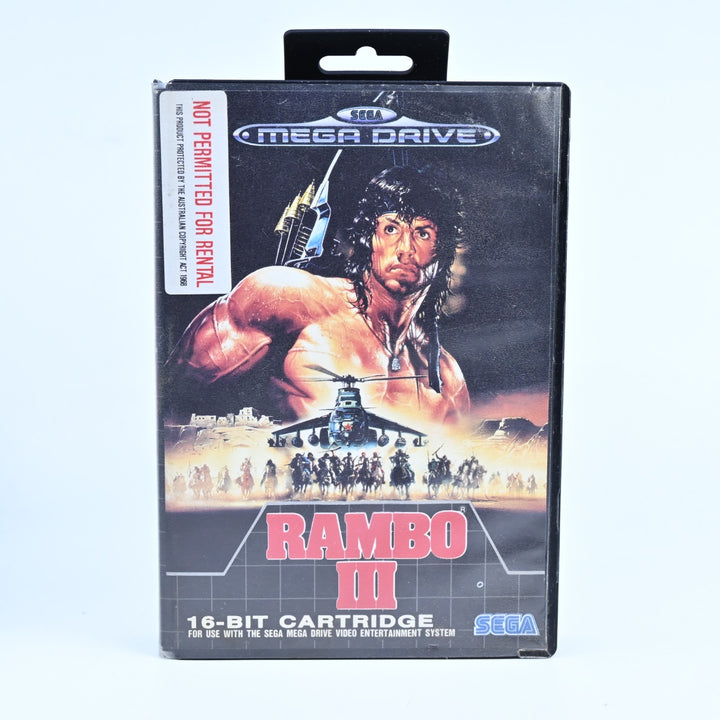 SEGA
MEGA DRIVE
NOT PERMITTED FOR RENTAL
THIS PRODUCT PROTECTED BY THE AUSTRALIAN COPYRIGHT ACT 1968
RAMBO
III
16-BIT CARTRIDGE
FOR USE WITH THE SEGA MEGA DRIVE VIDEO ENTERTAINMENT SYSTEM
SEGA